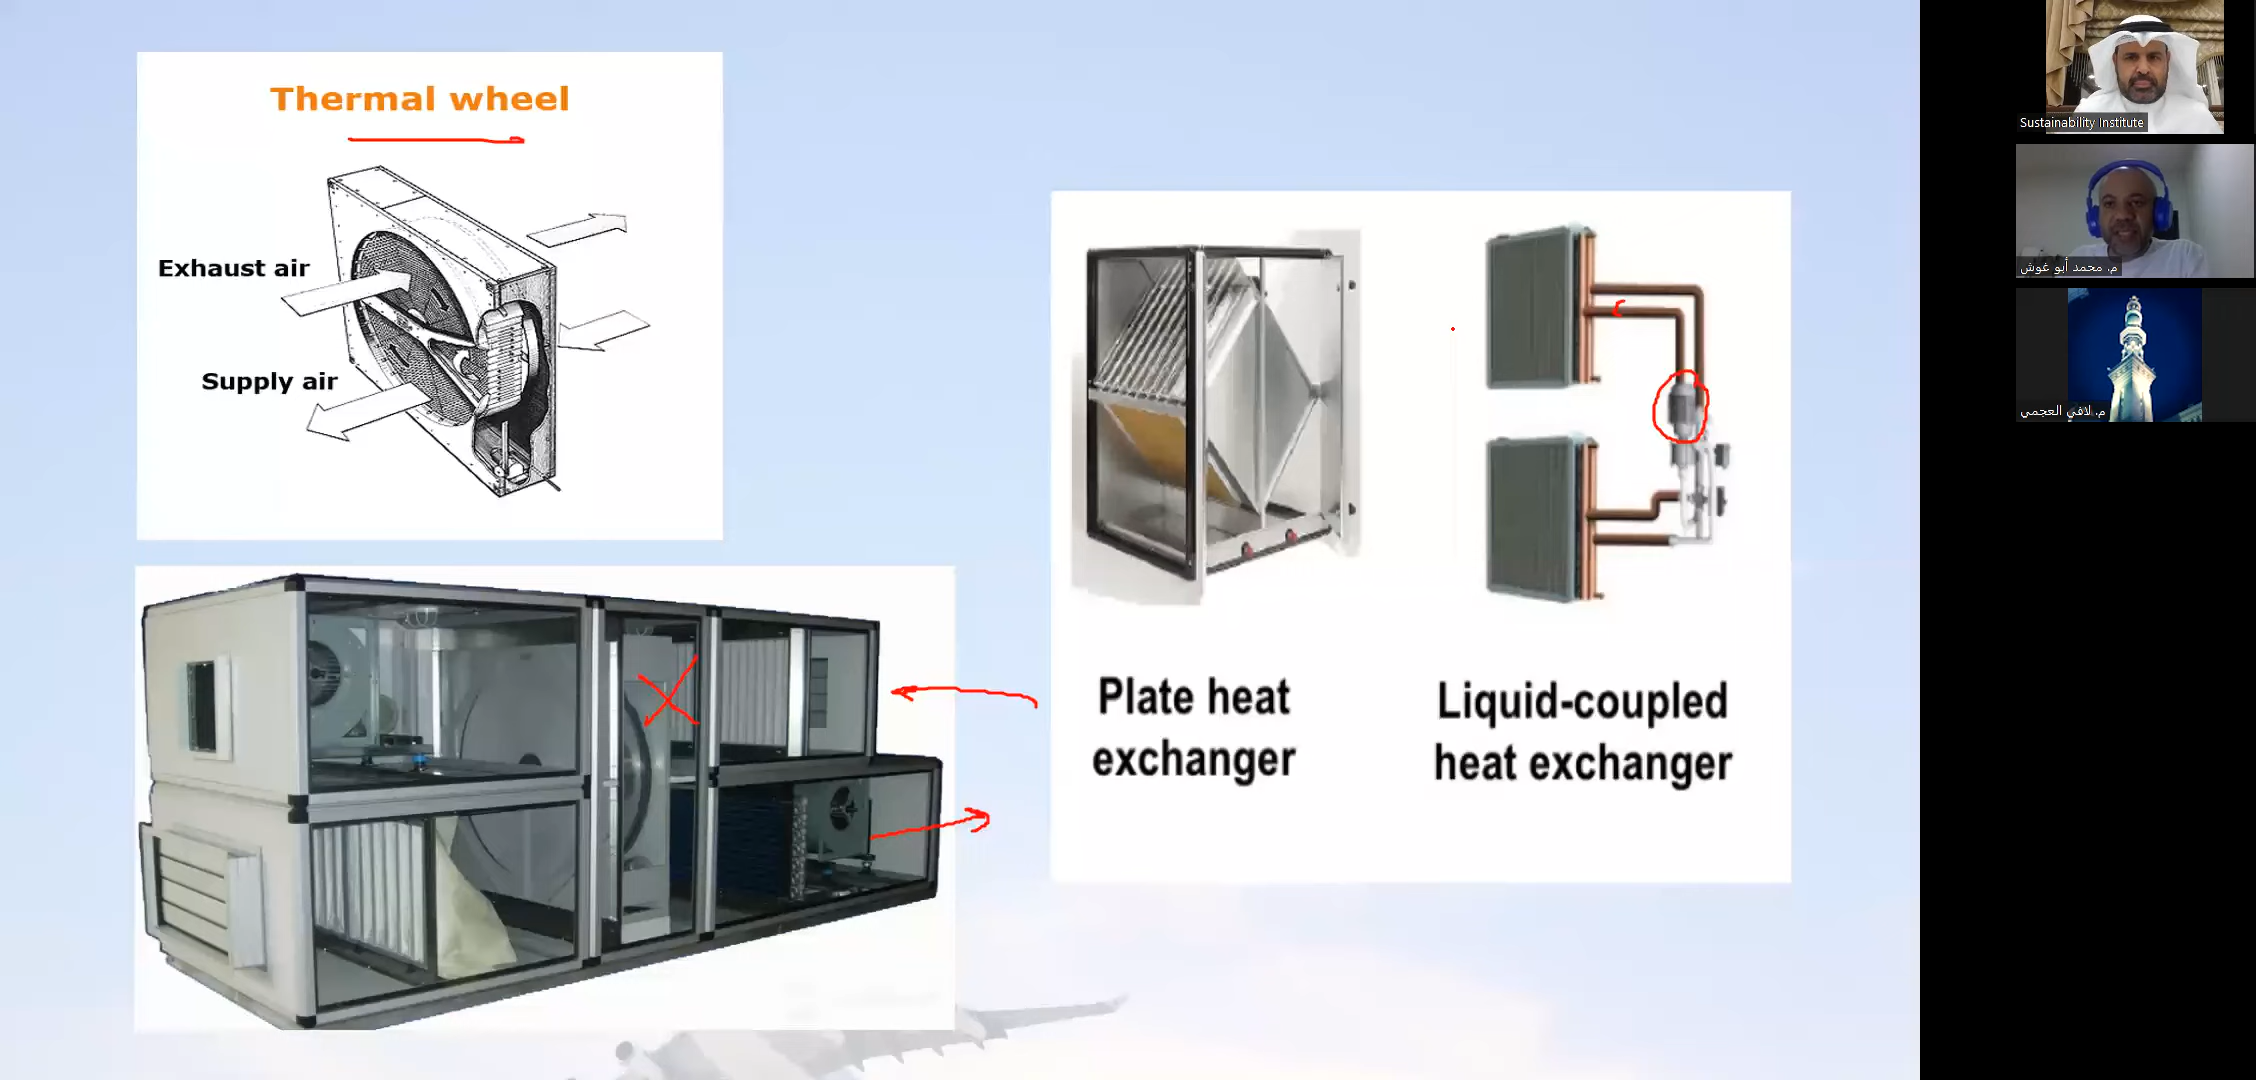 Thermal wheel
Exhaust air
Supply air
Plate heat
exchanger
Liquid-coupled
heat exchanger
Sustainability Institute
م. محمد أبو غوش
م. لافي العجمي